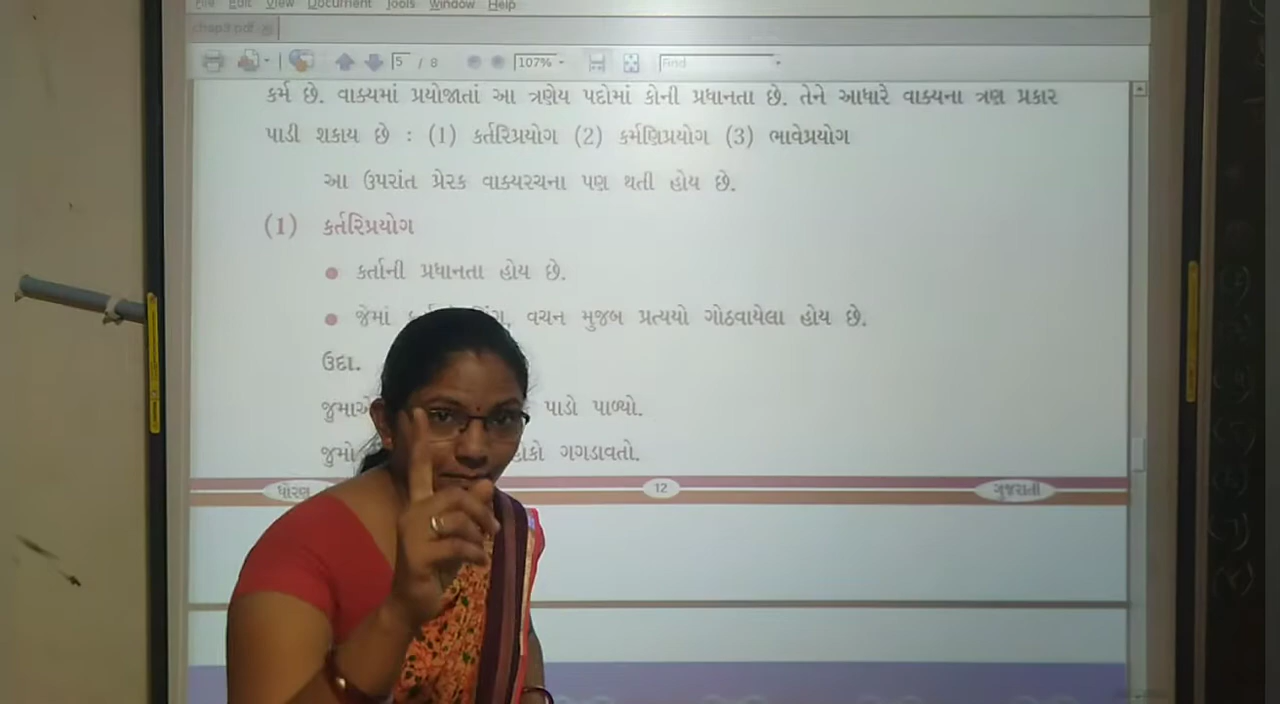 File Edit View Document Tools Window Help
chap3.pdf
5 / 8 107% Find
કર્મ છે. વાક્યમાં પ્રયોજાતાં આ ત્રણેય પદોમાં કોની પ્રધાનતા છે. તેને આધારે વાક્યના ત્રણ પ્રકાર
પાડી શકાય છે : (1) કર્તરિપ્રયોગ (2) કર્મણિપ્રયોગ (3) ભાવેપ્રયોગ
આ ઉપરાંત પ્રેરક વાક્યરચના પણ થતી હોય છે.
(1) કર્તરિપ્રયોગ
કર્તાની પ્રધાનતા હોય છે.
જેમાં વચન મુજબ પ્રત્યયો ગોઠવાયેલા હોય છે.
ઉદા.
પાડો પાળ્યો.
જુમો ગગડાવતો.
ધોરણ 12 ગુજરાતી